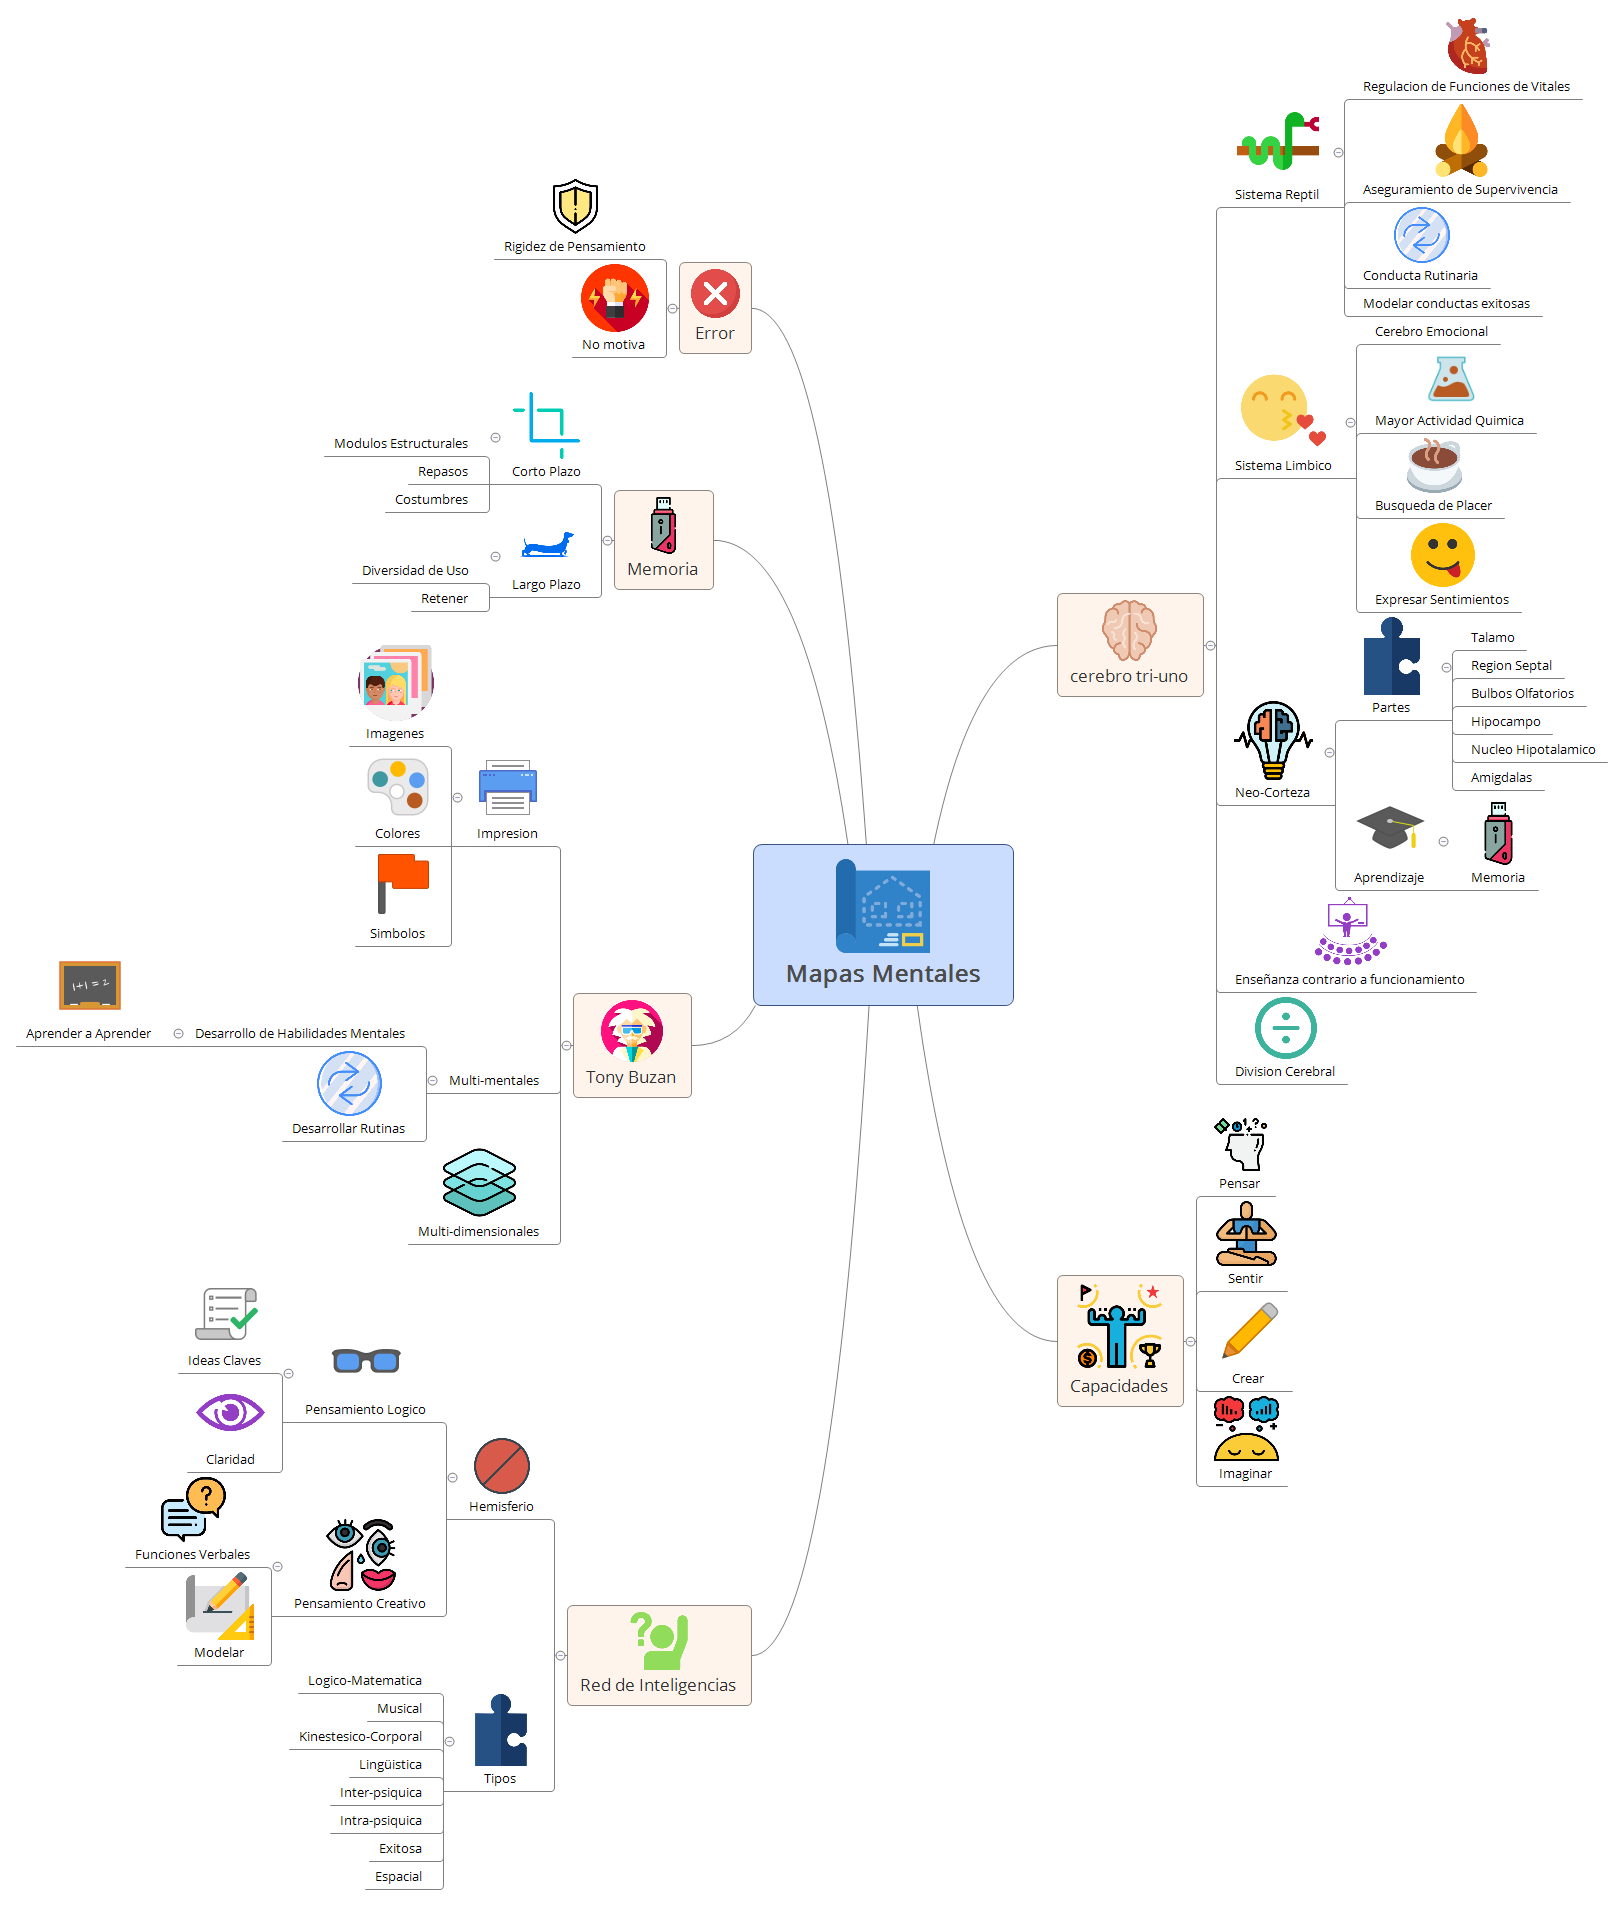 Mapas Mentales
cerebro tri-uno
Sistema Reptil
Regulacion de Funciones de Vitales
Aseguramiento de Supervivencia
Conducta Rutinaria
Modelar conductas exitosas
Sistema Limbico
Cerebro Emocional
Mayor Actividad Quimica
Busqueda de Placer
Expresar Sentimientos
Neo-Corteza
Partes
Talamo
Region Septal
Bulbos Olfatorios
Hipocampo
Nucleo Hipotalamico
Amigdalas
Aprendizaje
Memoria
Enseñanza contrario a funcionamiento
Division Cerebral
Capacidades
Pensar
Sentir
Crear
Imaginar
Error
Rigidez de Pensamiento
No motiva
Memoria
Corto Plazo
Modulos Estructurales
Repasos
Costumbres
Largo Plazo
Diversidad de Uso
Retener
Tony Buzan
Impresion
Imagenes
Colores
Simbolos
Multi-mentales
Desarrollo de Habilidades Mentales
Aprender a Aprender
1+1=2
Desarrollar Rutinas
Multi-dimensionales
Red de Inteligencias
Hemisferio
Pensamiento Logico
Ideas Claves
Claridad
Pensamiento Creativo
Funciones Verbales
Modelar
Tipos
Logico-Matematica
Musical
Kinestesico-Corporal
Lingüistica
Inter-psiquica
Intra-psiquica
Exitosa
Espacial